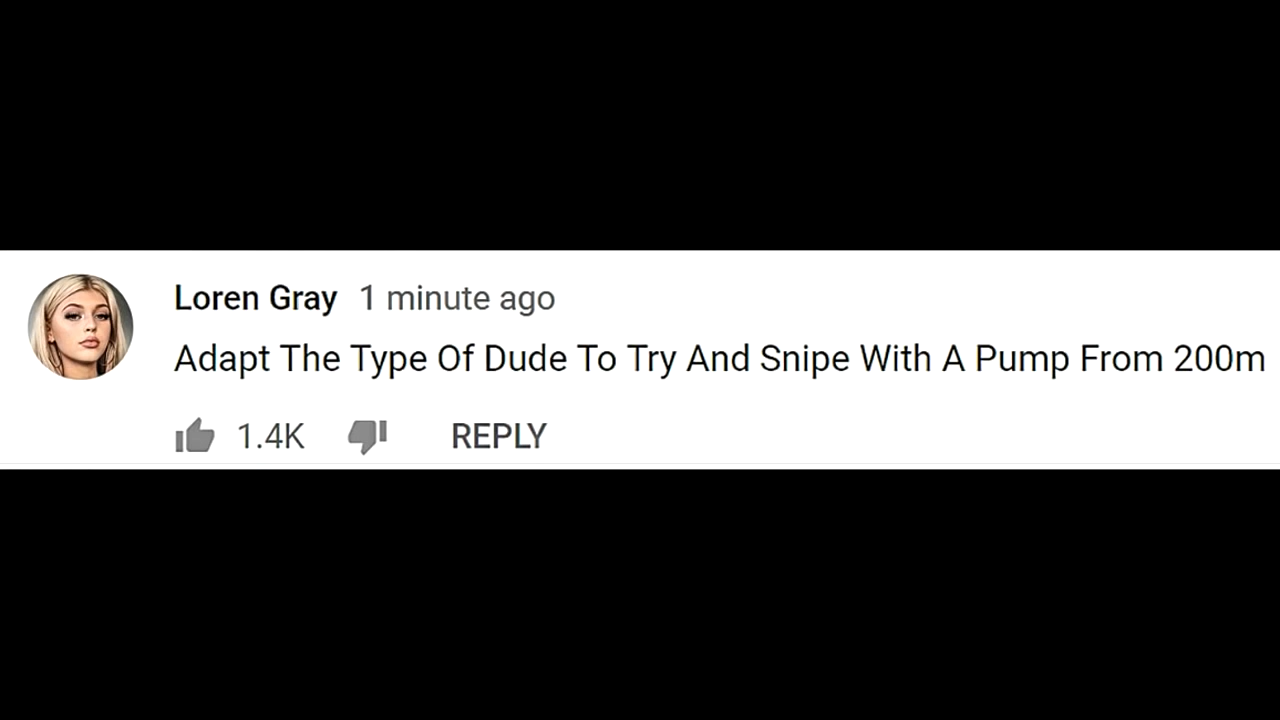 Loren Gray 1 minute ago
Adapt The Type Of Dude To Try And Snipe With A Pump From 200m
1.4K REPLY